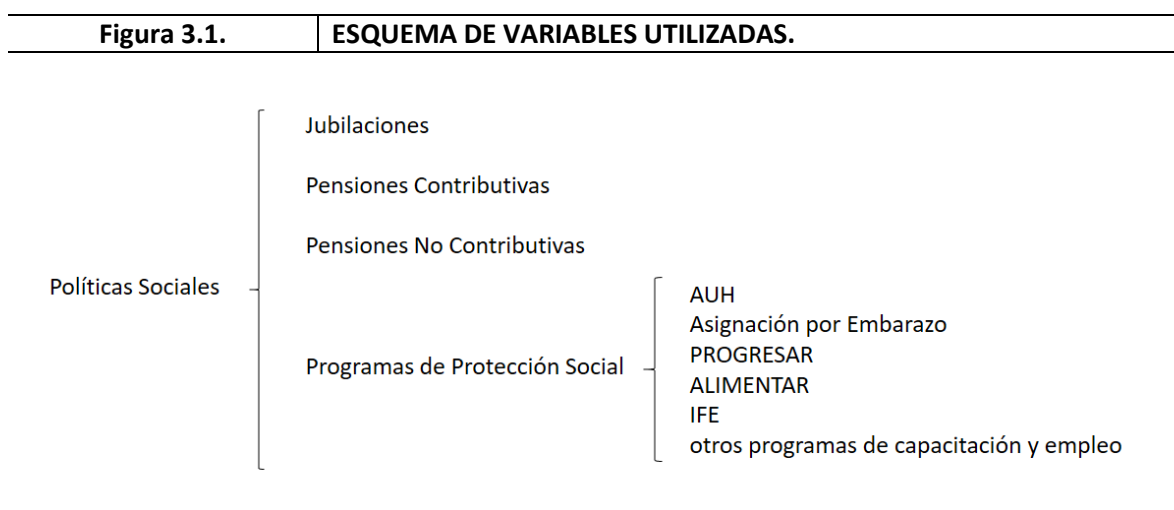 Figura 3.1. ESQUEMA DE VARIABLES UTILIZADAS.
Jubilaciones
Pensiones Contributivas
Pensiones No Contributivas
Políticas Sociales
Programas de Protección Social
AUH
Asignación por Embarazo
PROGRESAR
ALIMENTAR
IFE
otros programas de capacitación y empleo